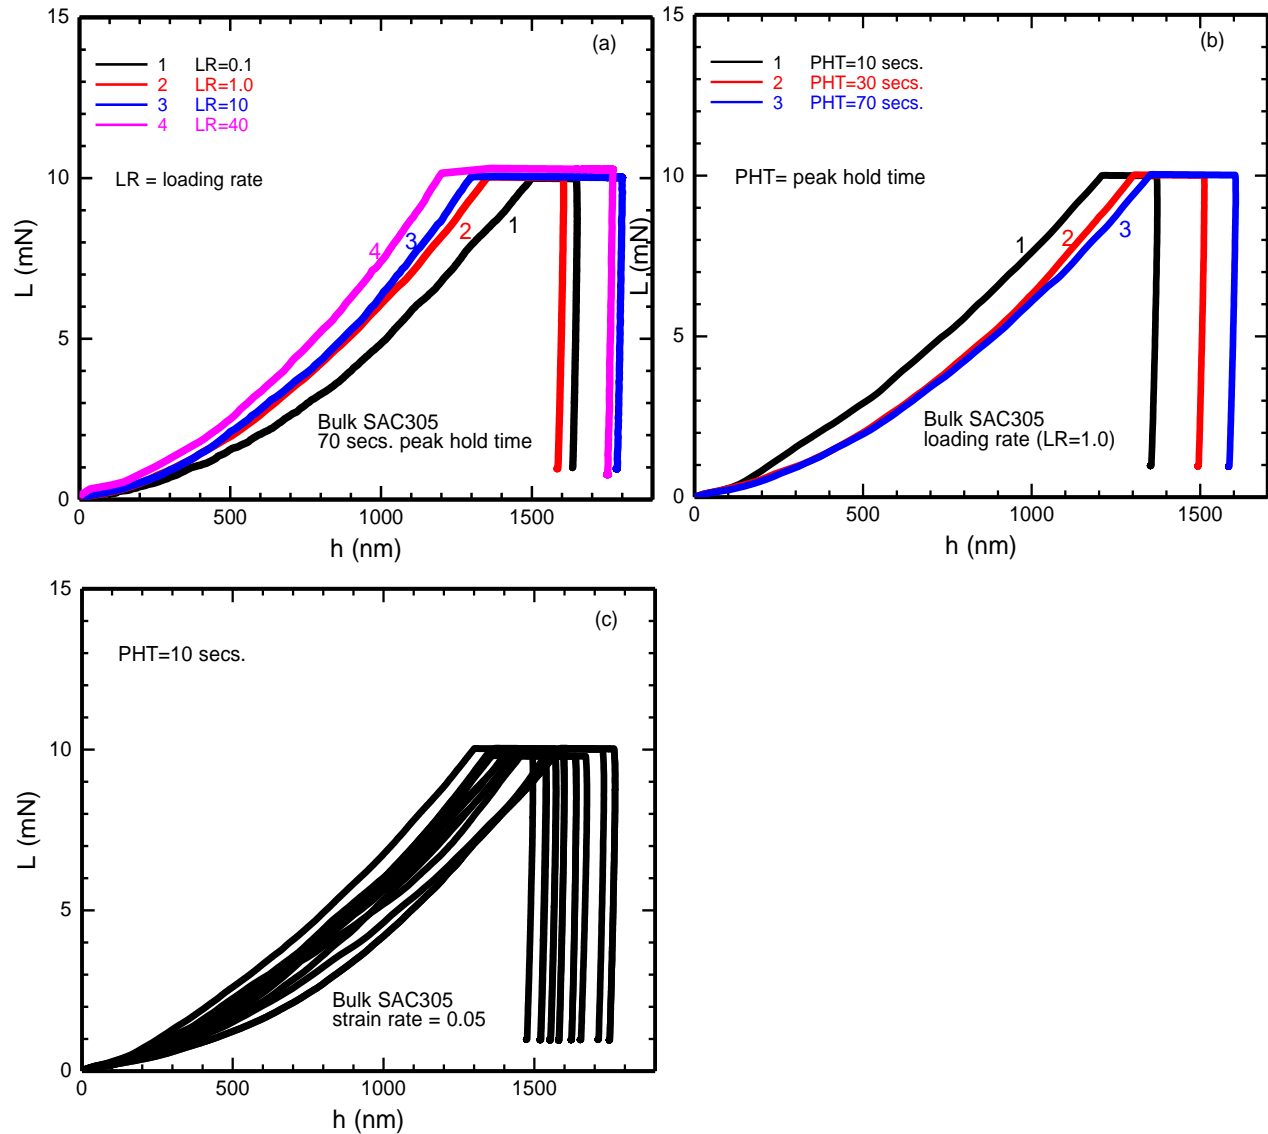 15
(a)
1 LR=0.1
2 LR=1.0
3 LR=10
4 LR=40
LR = loading rate
10
5
0
L (mN)
4
3
2
1
Bulk SAC305
70 secs. peak hold time
0 500 1000 1500
h (nm)
15
(b)
1 PHT=10 secs.
2 PHT=30 secs.
3 PHT=70 secs.
PHT= peak hold time
10
5
0
L (mN)
1
2
3
Bulk SAC305
loading rate (LR=1.0)
0 500 1000 1500
h (nm)
15
(c)
PHT=10 secs.
10
5
0
L (mN)
Bulk SAC305
strain rate = 0.05
0 500 1000 1500
h (nm)